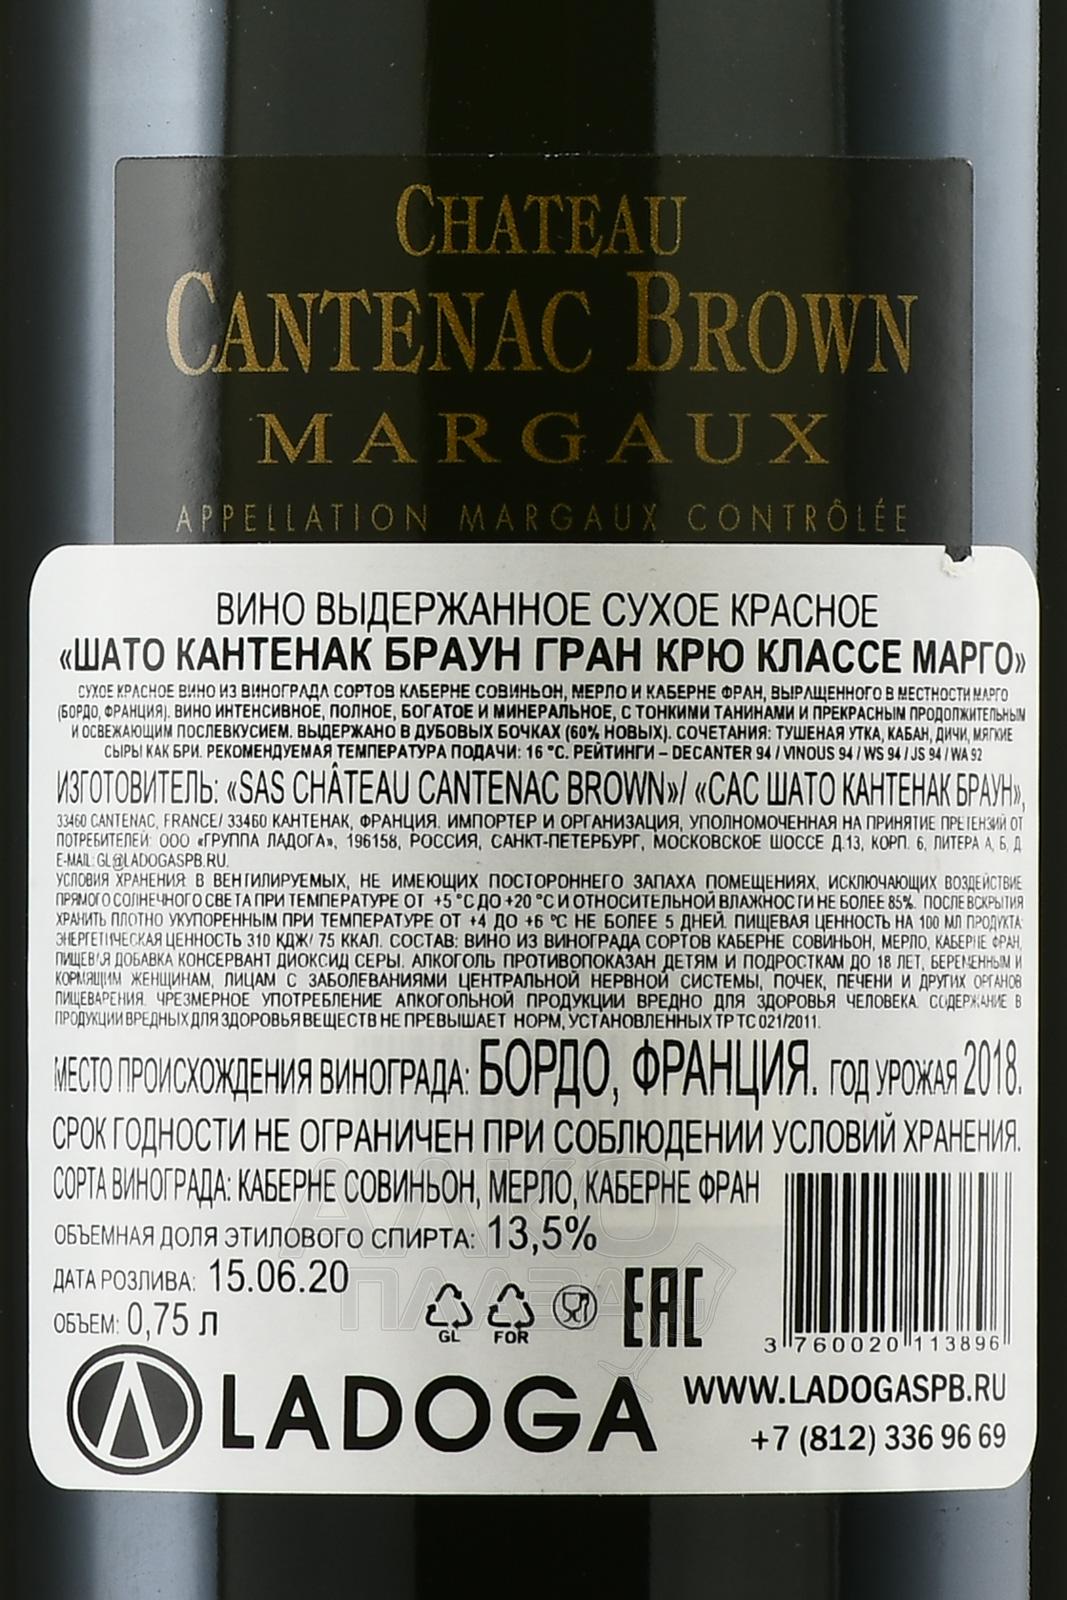 CHATEAU
CANTENAC BROWN
MARGAUX
APPELLATION MARGAUX CONTRÔLÉE
ВИНО ВЫДЕРЖАННОЕ СУХОЕ КРАСНОЕ
«ШАТО КАНТЕНАК БРАУН ГРАН КРЮ КЛАССЕ МАРГО»
СУХОЕ КРАСНОЕ ВИНО ИЗ ВИНОГРАДА СОРТОВ КАБЕРНЕ СОВИНЬОН, МЕРЛО И КАБЕРНЕ ФРАН, ВЫРАЩЕННОГО В МЕСТНОСТИ МАРГО
(БОРДО, ФРАНЦИЯ). ВИНО ИНТЕНСИВНОЕ, ПОЛНОЕ, БОГАТОЕ И МИНЕРАЛЬНОЕ, С ТОНКИМИ ТАНИНАМИ И ПРЕКРАСНЫМ ПРОДОЛЖИТЕЛЬНЫМ
И ОСВЕЖАЮЩИМ ПОСЛЕВКУСИЕМ. ВЫДЕРЖАНО В ДУБОВЫХ БОЧКАХ (60% НОВЫХ). СОЧЕТАНИЯ: ТУШЕНАЯ УТКА, КАБАН, ДИЧИ, МЯГКИЕ
СЫРЫ КАК БРИ. РЕКОМЕНДУЕМАЯ ТЕМПЕРАТУРА ПОДАЧИ: 16 °C. РЕЙТИНГИ – DECANTER 94 / VINOUS 94 / WS 94 / JS 94 / WA 92
ИЗГОТОВИТЕЛЬ: «SAS CHÂTEAU CANTENAC BROWN»/ «САС ШАТО КАНТЕНАК БРАУН»,
33460 CANTENAC, FRANCE/ 33460 КАНТЕНАК, ФРАНЦИЯ. ИМПОРТЕР И ОРГАНИЗАЦИЯ, УПОЛНОМОЧЕННАЯ НА ПРИНЯТИЕ ПРЕТЕНЗИЙ ОТ
ПОТРЕБИТЕЛЕЙ: ООО «ГРУППА ЛАДОГА», 196158, РОССИЯ, САНКТ-ПЕТЕРБУРГ, МОСКОВСКОЕ ШОССЕ Д.13, КОРП. 6, ЛИТЕРА А, Б, Д.
E-MAIL: GL@LADOGASPB.RU.
УСЛОВИЯ ХРАНЕНИЯ: В ВЕНТИЛИРУЕМЫХ, НЕ ИМЕЮЩИХ ПОСТОРОННЕГО ЗАПАХА ПОМЕЩЕНИЯХ, ИСКЛЮЧАЮЩИХ ВОЗДЕЙСТВИЕ
ПРЯМОГО СОЛНЕЧНОГО СВЕТА ПРИ ТЕМПЕРАТУРЕ ОТ +5 °C ДО +20 °C И ОТНОСИТЕЛЬНОЙ ВЛАЖНОСТИ НЕ БОЛЕЕ 85%. ПОСЛЕ ВСКРЫТИЯ
ХРАНИТЬ ПЛОТНО УКУПОРЕННЫМ ПРИ ТЕМПЕРАТУРЕ ОТ +4 ДО +6 °C НЕ БОЛЕЕ 5 ДНЕЙ. ПИЩЕВАЯ ЦЕННОСТЬ НА 100 МЛ ПРОДУКТА:
ЭНЕРГЕТИЧЕСКАЯ ЦЕННОСТЬ 310 КДЖ/ 75 ККАЛ. СОСТАВ: ВИНО ИЗ ВИНОГРАДА СОРТОВ КАБЕРНЕ СОВИНЬОН, МЕРЛО, КАБЕРНЕ ФРАН,
ПИЩЕВАЯ ДОБАВКА КОНСЕРВАНТ ДИОКСИД СЕРЫ. АЛКОГОЛЬ ПРОТИВОПОКАЗАН ДЕТЯМ И ПОДРОСТКАМ ДО 18 ЛЕТ, БЕРЕМЕННЫМ И
КОРМЯЩИМ ЖЕНЩИНАМ, ЛИЦАМ С ЗАБОЛЕВАНИЯМИ ЦЕНТРАЛЬНОЙ НЕРВНОЙ СИСТЕМЫ, ПОЧЕК, ПЕЧЕНИ И ДРУГИХ ОРГАНОВ
ПИЩЕВАРЕНИЯ. ЧРЕЗМЕРНОЕ УПОТРЕБЛЕНИЕ АЛКОГОЛЬНОЙ ПРОДУКЦИИ ВРЕДНО ДЛЯ ЗДОРОВЬЯ ЧЕЛОВЕКА. СОДЕРЖАНИЕ В
ПРОДУКЦИИ ВРЕДНЫХ ДЛЯ ЗДОРОВЬЯ ВЕЩЕСТВ НЕ ПРЕВЫШАЕТ НОРМ, УСТАНОВЛЕННЫХ ТР ТС 021/2011.
МЕСТО ПРОИСХОЖДЕНИЯ ВИНОГРАДА: БОРДО, ФРАНЦИЯ. ГОД УРОЖАЯ 2018.
СРОК ГОДНОСТИ НЕ ОГРАНИЧЕН ПРИ СОБЛЮДЕНИИ УСЛОВИЙ ХРАНЕНИЯ.
СОРТА ВИНОГРАДА: КАБЕРНЕ СОВИНЬОН, МЕРЛО, КАБЕРНЕ ФРАН
ОБЪЕМНАЯ ДОЛЯ ЭТИЛОВОГО СПИРТА: 13,5%
ДАТА РОЗЛИВА: 15.06.20
ОБЪЕМ: 0,75 л
GL FOR EAC
3 760020 113896
LADOGA
WWW.LADOGASPB.RU
+7 (812) 336 96 69
АЛКО
ПЛАЗА